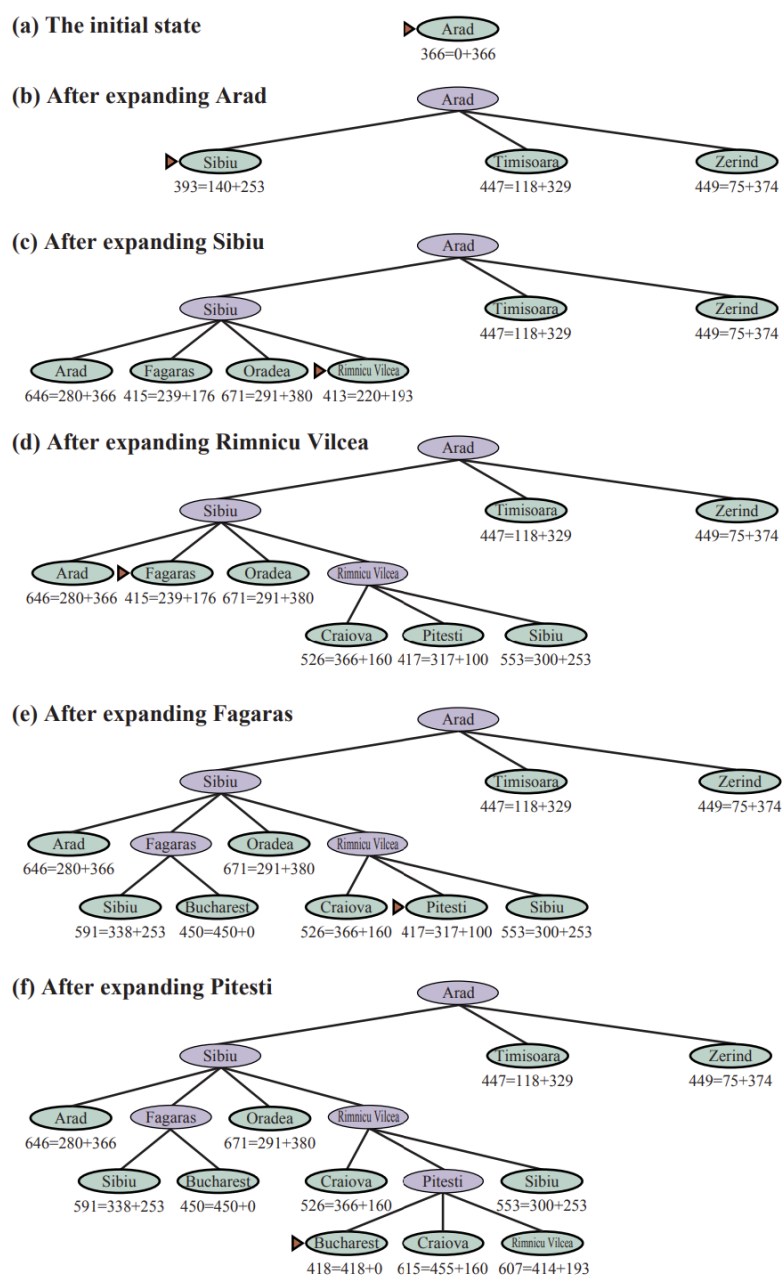 (a) The initial state
Arad
366=0+366
(b) After expanding Arad
Arad
Sibiu Timisoara Zerind
393=140+253 447=118+329 449=75+374
(c) After expanding Sibiu
Arad
Sibiu Timisoara Zerind
447=118+329 449=75+374
Arad Fagaras Oradea Rimnicu Vilcea
646=280+366 415=239+176 671=291+380 413=220+193
(d) After expanding Rimnicu Vilcea
Arad
Sibiu Timisoara Zerind
447=118+329 449=75+374
Arad Fagaras Oradea Rimnicu Vilcea
646=280+366 415=239+176 671=291+380
Craiova Pitesti Sibiu
526=366+160 417=317+100 553=300+253
(e) After expanding Fagaras
Arad
Sibiu Timisoara Zerind
447=118+329 449=75+374
Arad Fagaras Oradea Rimnicu Vilcea
646=280+366 671=291+380
Sibiu Bucharest Craiova Pitesti Sibiu
591=338+253 450=450+0 526=366+160 417=317+100 553=300+253
(f) After expanding Pitesti
Arad
Sibiu Timisoara Zerind
447=118+329 449=75+374
Arad Fagaras Oradea Rimnicu Vilcea
646=280+366 671=291+380
Sibiu Bucharest Craiova Pitesti Sibiu
591=338+253 450=450+0 526=366+160 553=300+253
Bucharest Craiova Rimnicu Vilcea
418=418+0 615=455+160 607=414+193